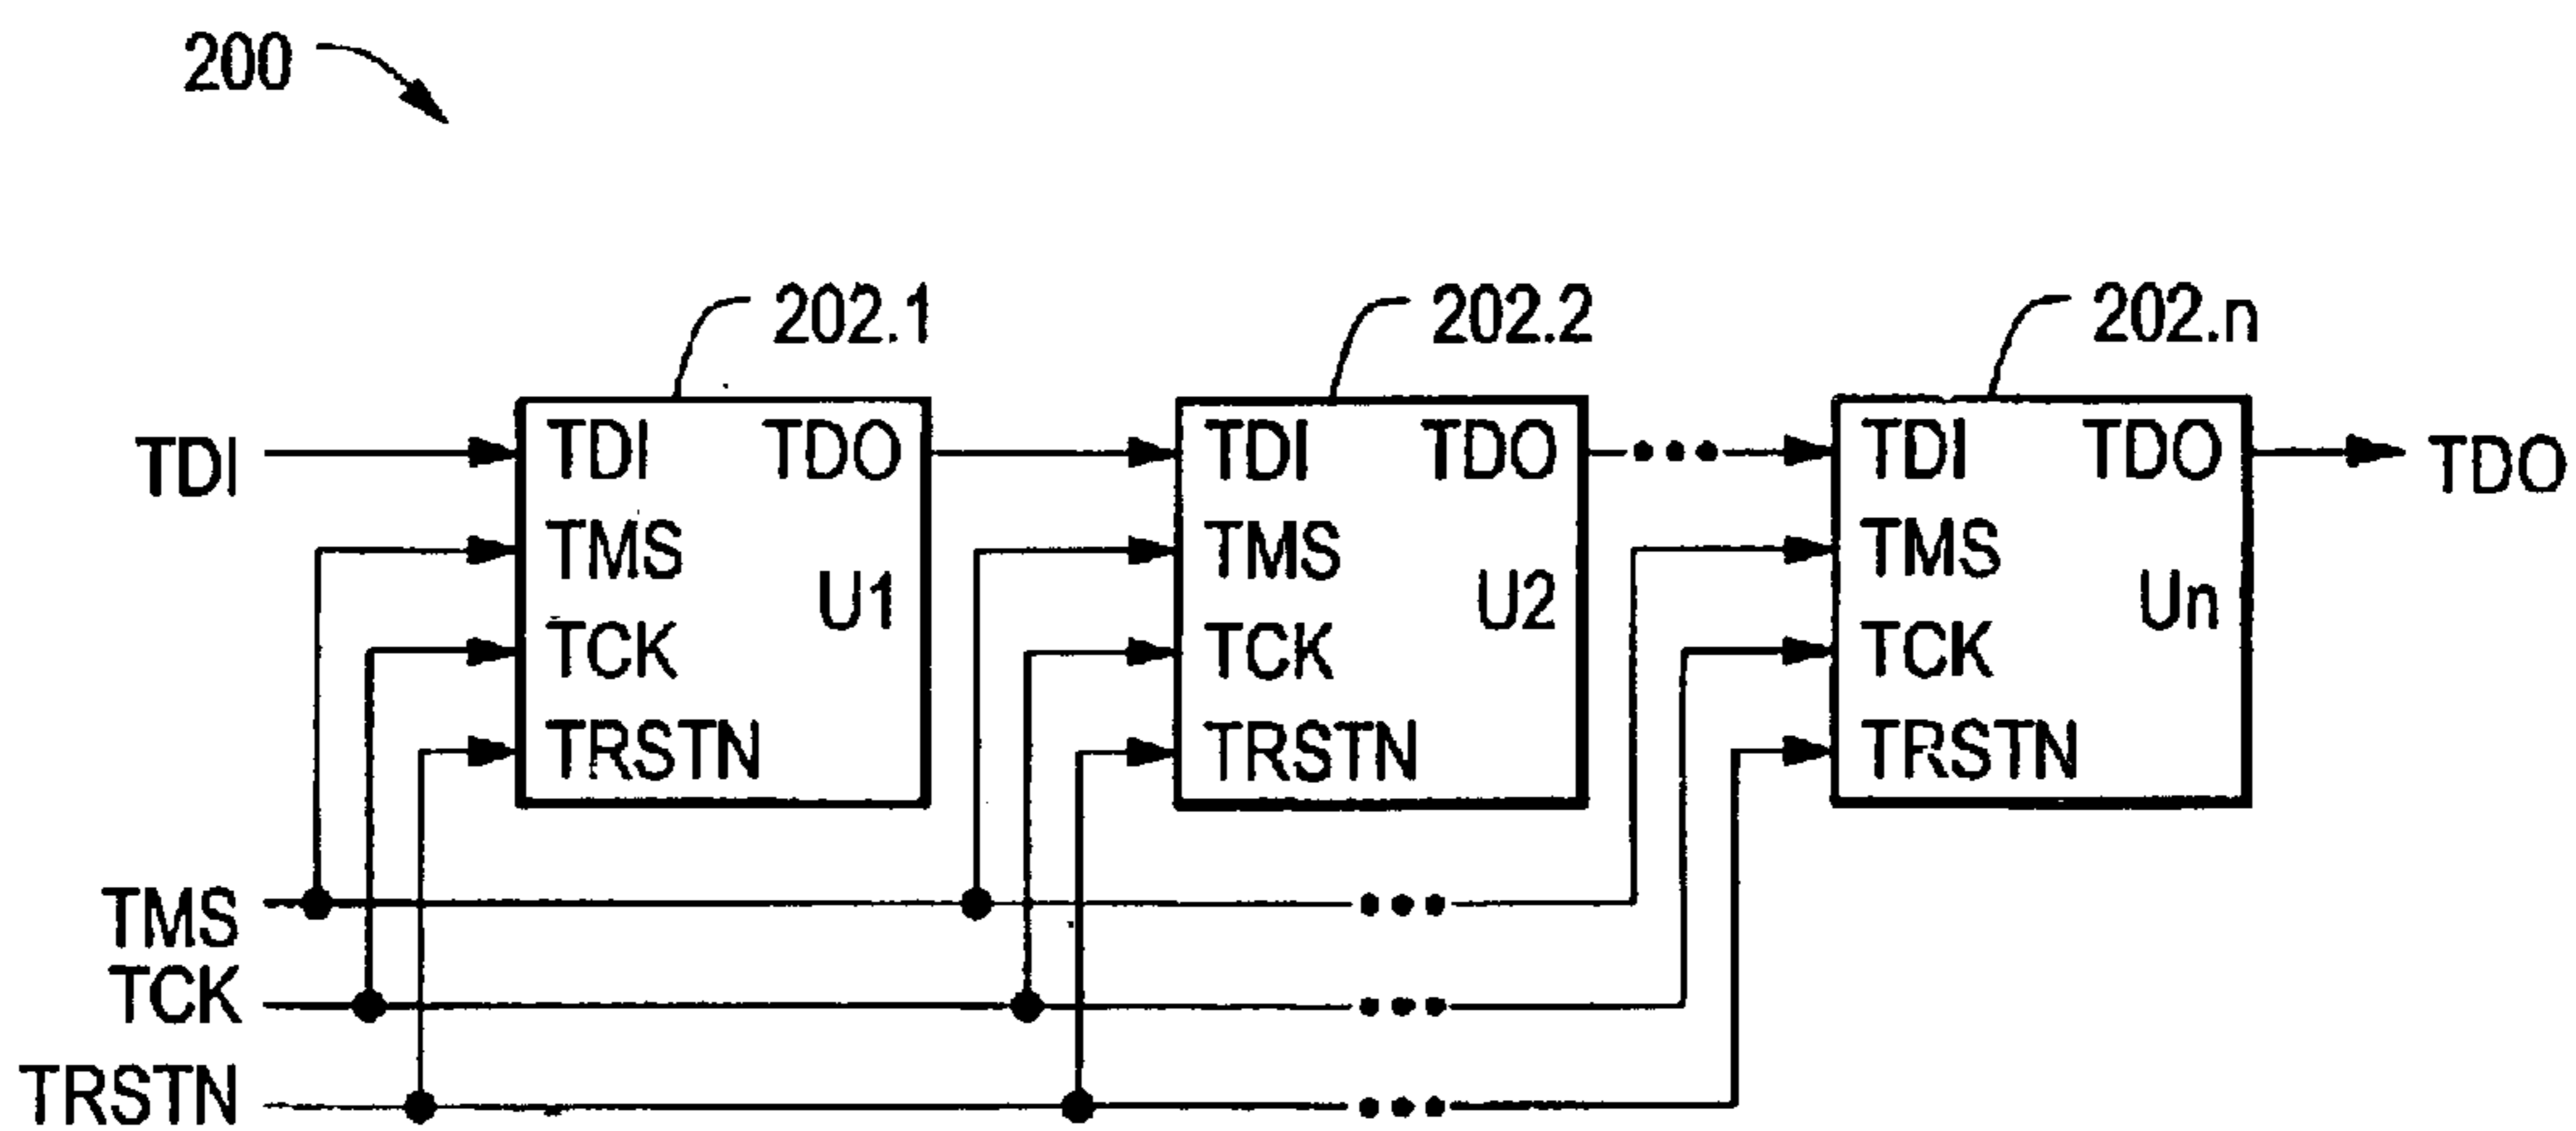 200
202.1 202.2 202.n
TDI TDI TDO TDI TDO TDI TDO TDO
TMS TMS TMS
U1 U2 Un
TCK TCK TCK
TRSTN TRSTN TRSTN
TMS
TCK
TRSTN